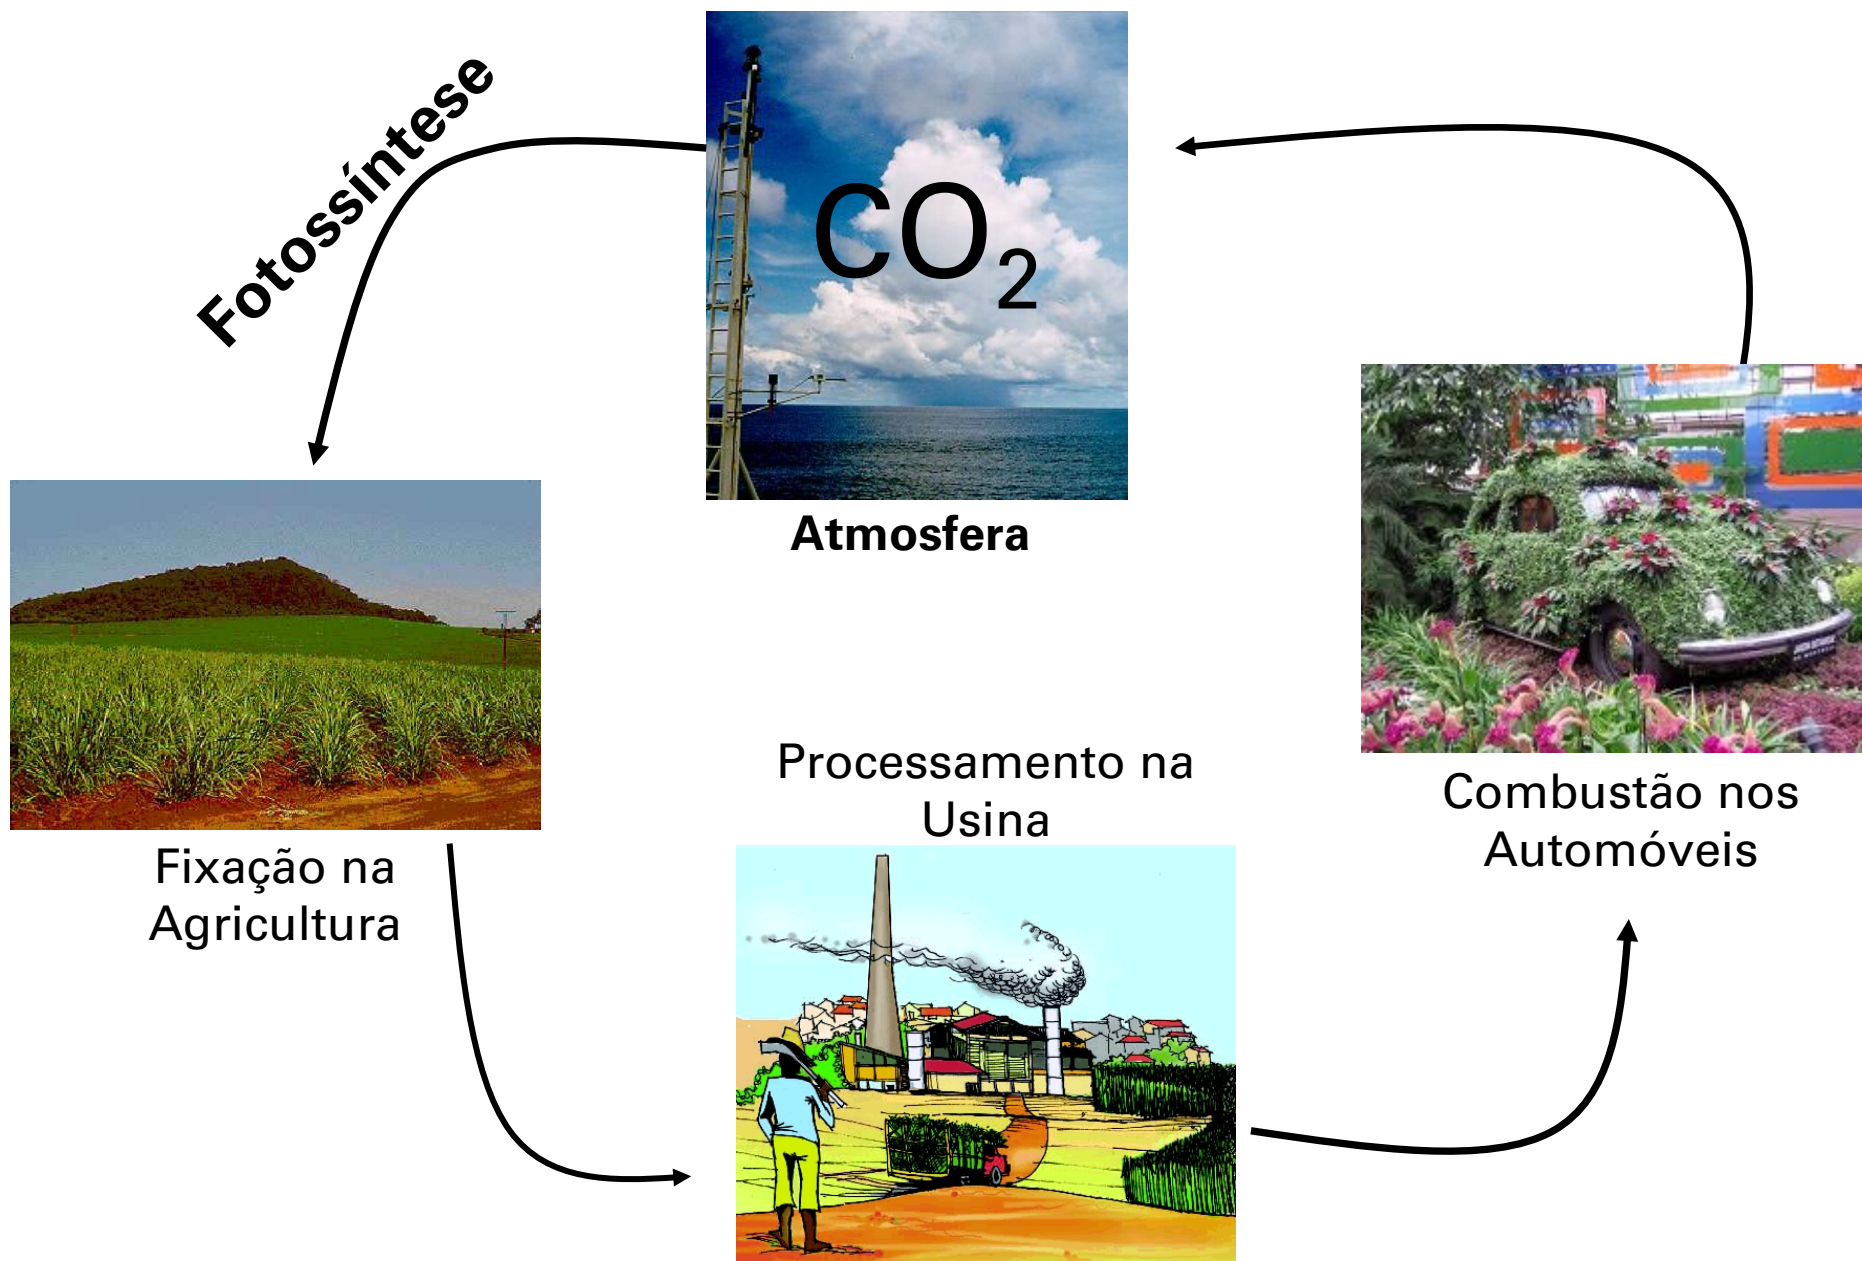 Fotossíntese
CO₂
Atmosfera
Fixação na
Agricultura
Processamento na
Usina
Combustão nos
Automóveis